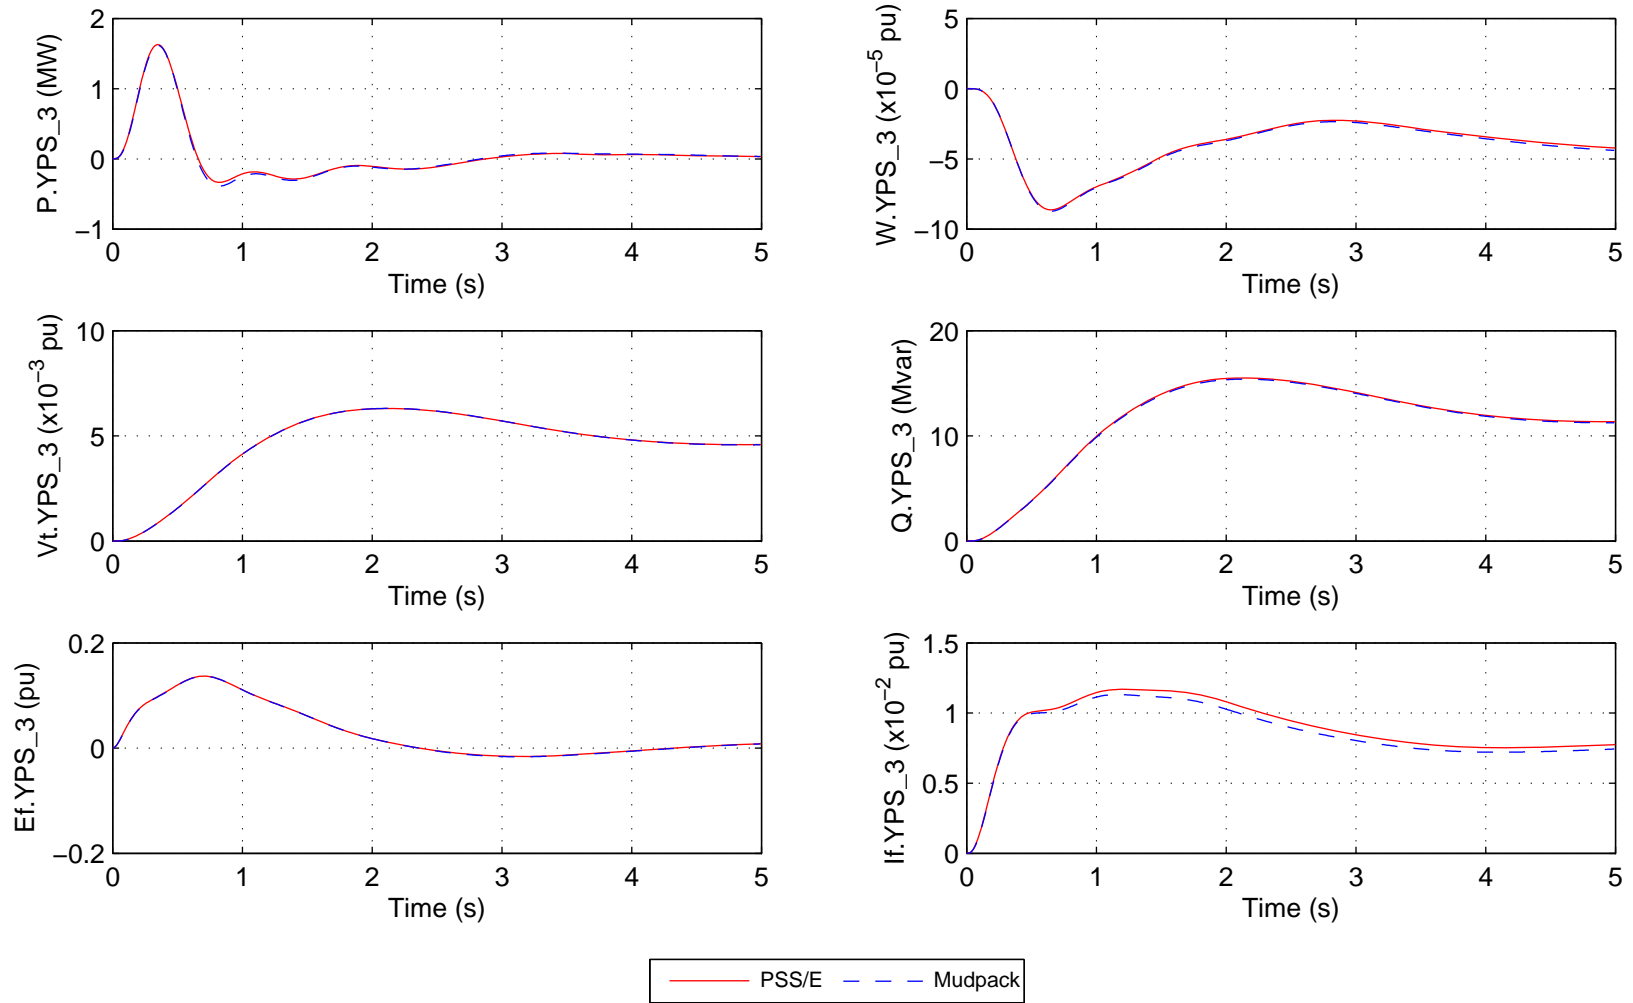 P.YPS_3 (MW)
2
1
0
−1
0 1 2 3 4 5
Time (s)
W.YPS_3 (x10−5 pu)
5
0
−5
−10
0 1 2 3 4 5
Time (s)
Vt.YPS_3 (x10−3 pu)
10
5
0
0 1 2 3 4 5
Time (s)
Q.YPS_3 (Mvar)
20
10
0
0 1 2 3 4 5
Time (s)
Ef.YPS_3 (pu)
0.2
0
−0.2
0 1 2 3 4 5
Time (s)
If.YPS_3 (x10−2 pu)
1.5
1
0.5
0
0 1 2 3 4 5
Time (s)
PSS/E Mudpack